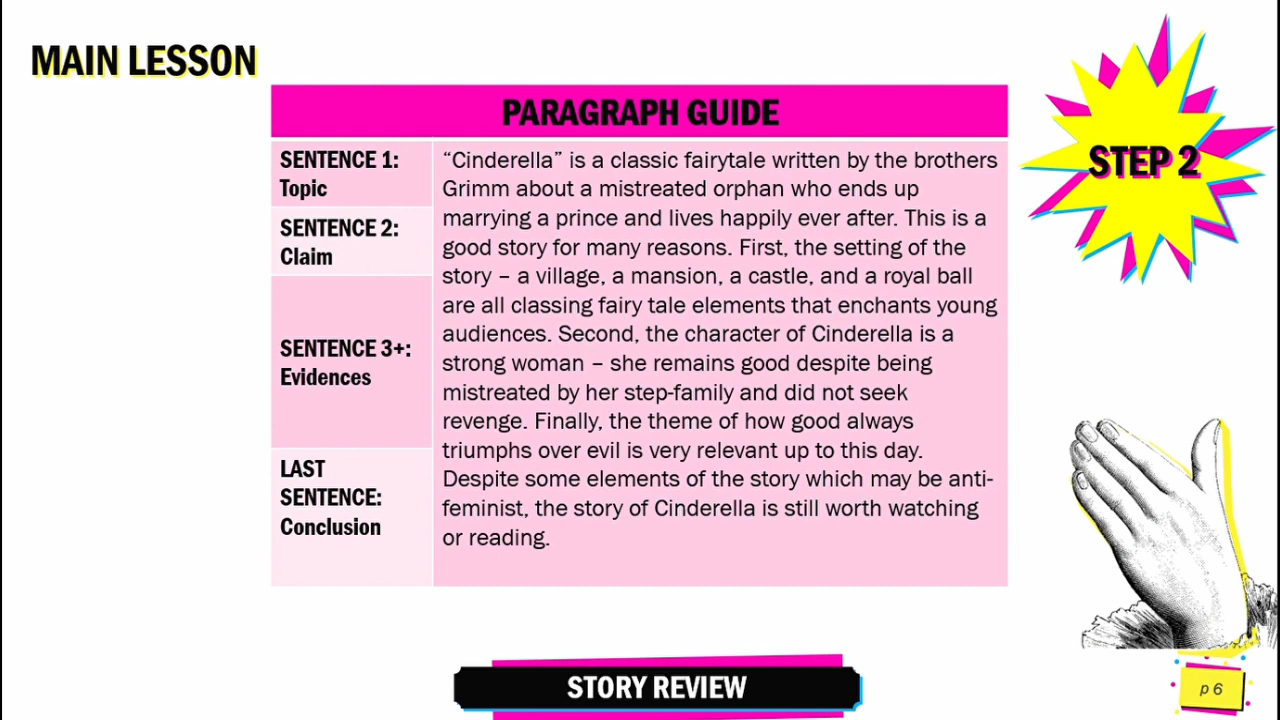 MAIN LESSON
PARAGRAPH GUIDE
STEP 2
SENTENCE 1:
Topic
SENTENCE 2:
Claim
SENTENCE 3+:
Evidences
LAST
SENTENCE:
Conclusion
“Cinderella” is a classic fairytale written by the brothers
Grimm about a mistreated orphan who ends up
marrying a prince and lives happily ever after. This is a
good story for many reasons. First, the setting of the
story – a village, a mansion, a castle, and a royal ball
are all classing fairy tale elements that enchants young
audiences. Second, the character of Cinderella is a
strong woman – she remains good despite being
mistreated by her step-family and did not seek
revenge. Finally, the theme of how good always
triumphs over evil is very relevant up to this day.
Despite some elements of the story which may be anti-
feminist, the story of Cinderella is still worth watching
or reading.
STORY REVIEW
p 6